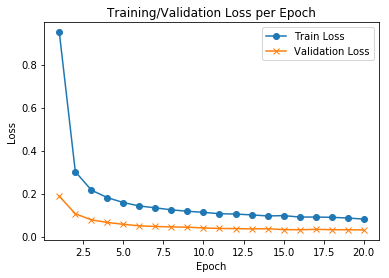 Training/Validation Loss per Epoch
Train Loss
Validation Loss
Loss
0.8
0.6
0.4
0.2
0.0
2.5 5.0 7.5 10.0 12.5 15.0 17.5 20.0
Epoch